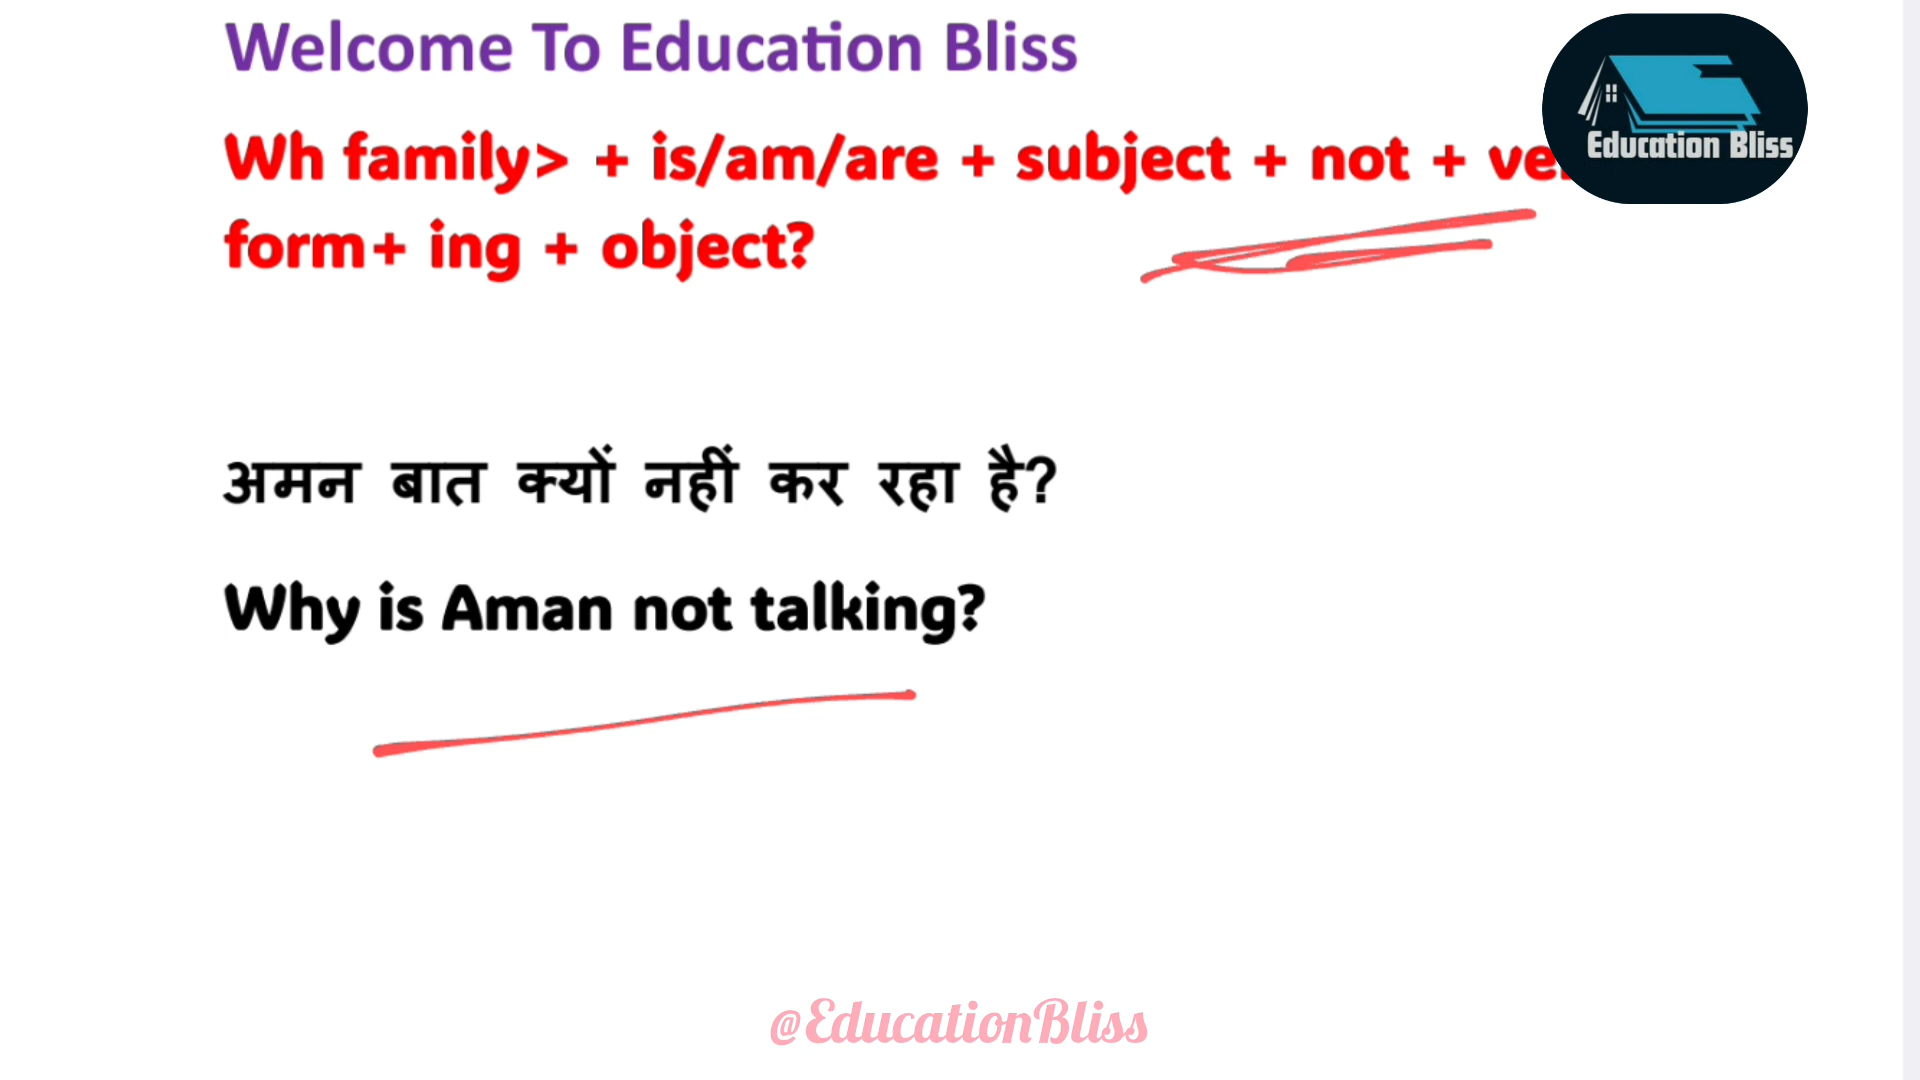 Welcome To Education Bliss
Wh family> + is/am/are + subject + not +
form+ ing + object?
Education Bliss
अमन बात क्यों नहीं कर रहा है?
Why is Aman not talking?
@EducationBliss